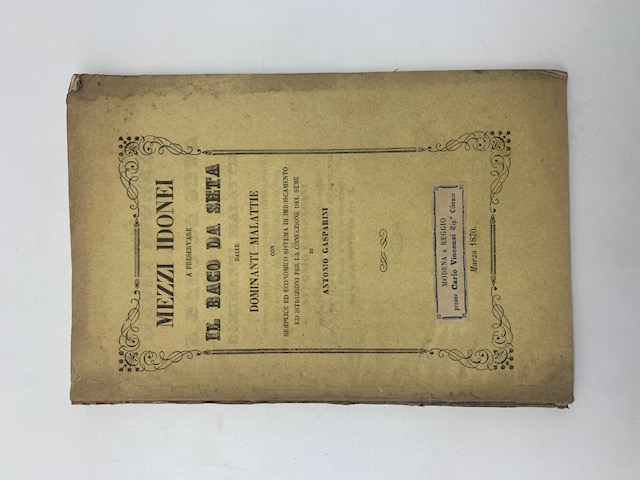 MEZZI IDONEI
A PRESERVARE
IL BACO DA SETA
DALLE
DOMINANTI MALATTIE
CON
SEMPLICE ED ECONOMICO SISTEMA DI IMBOSCAMENTO
ED ISTRUZIONI PER LA CONFEZIONE DEL SEME
DI
ANTONIO GASPARINI
MODENA E REGGIO
presso Carlo Vincenzi Tip.º Librajo
Marzo 1870.